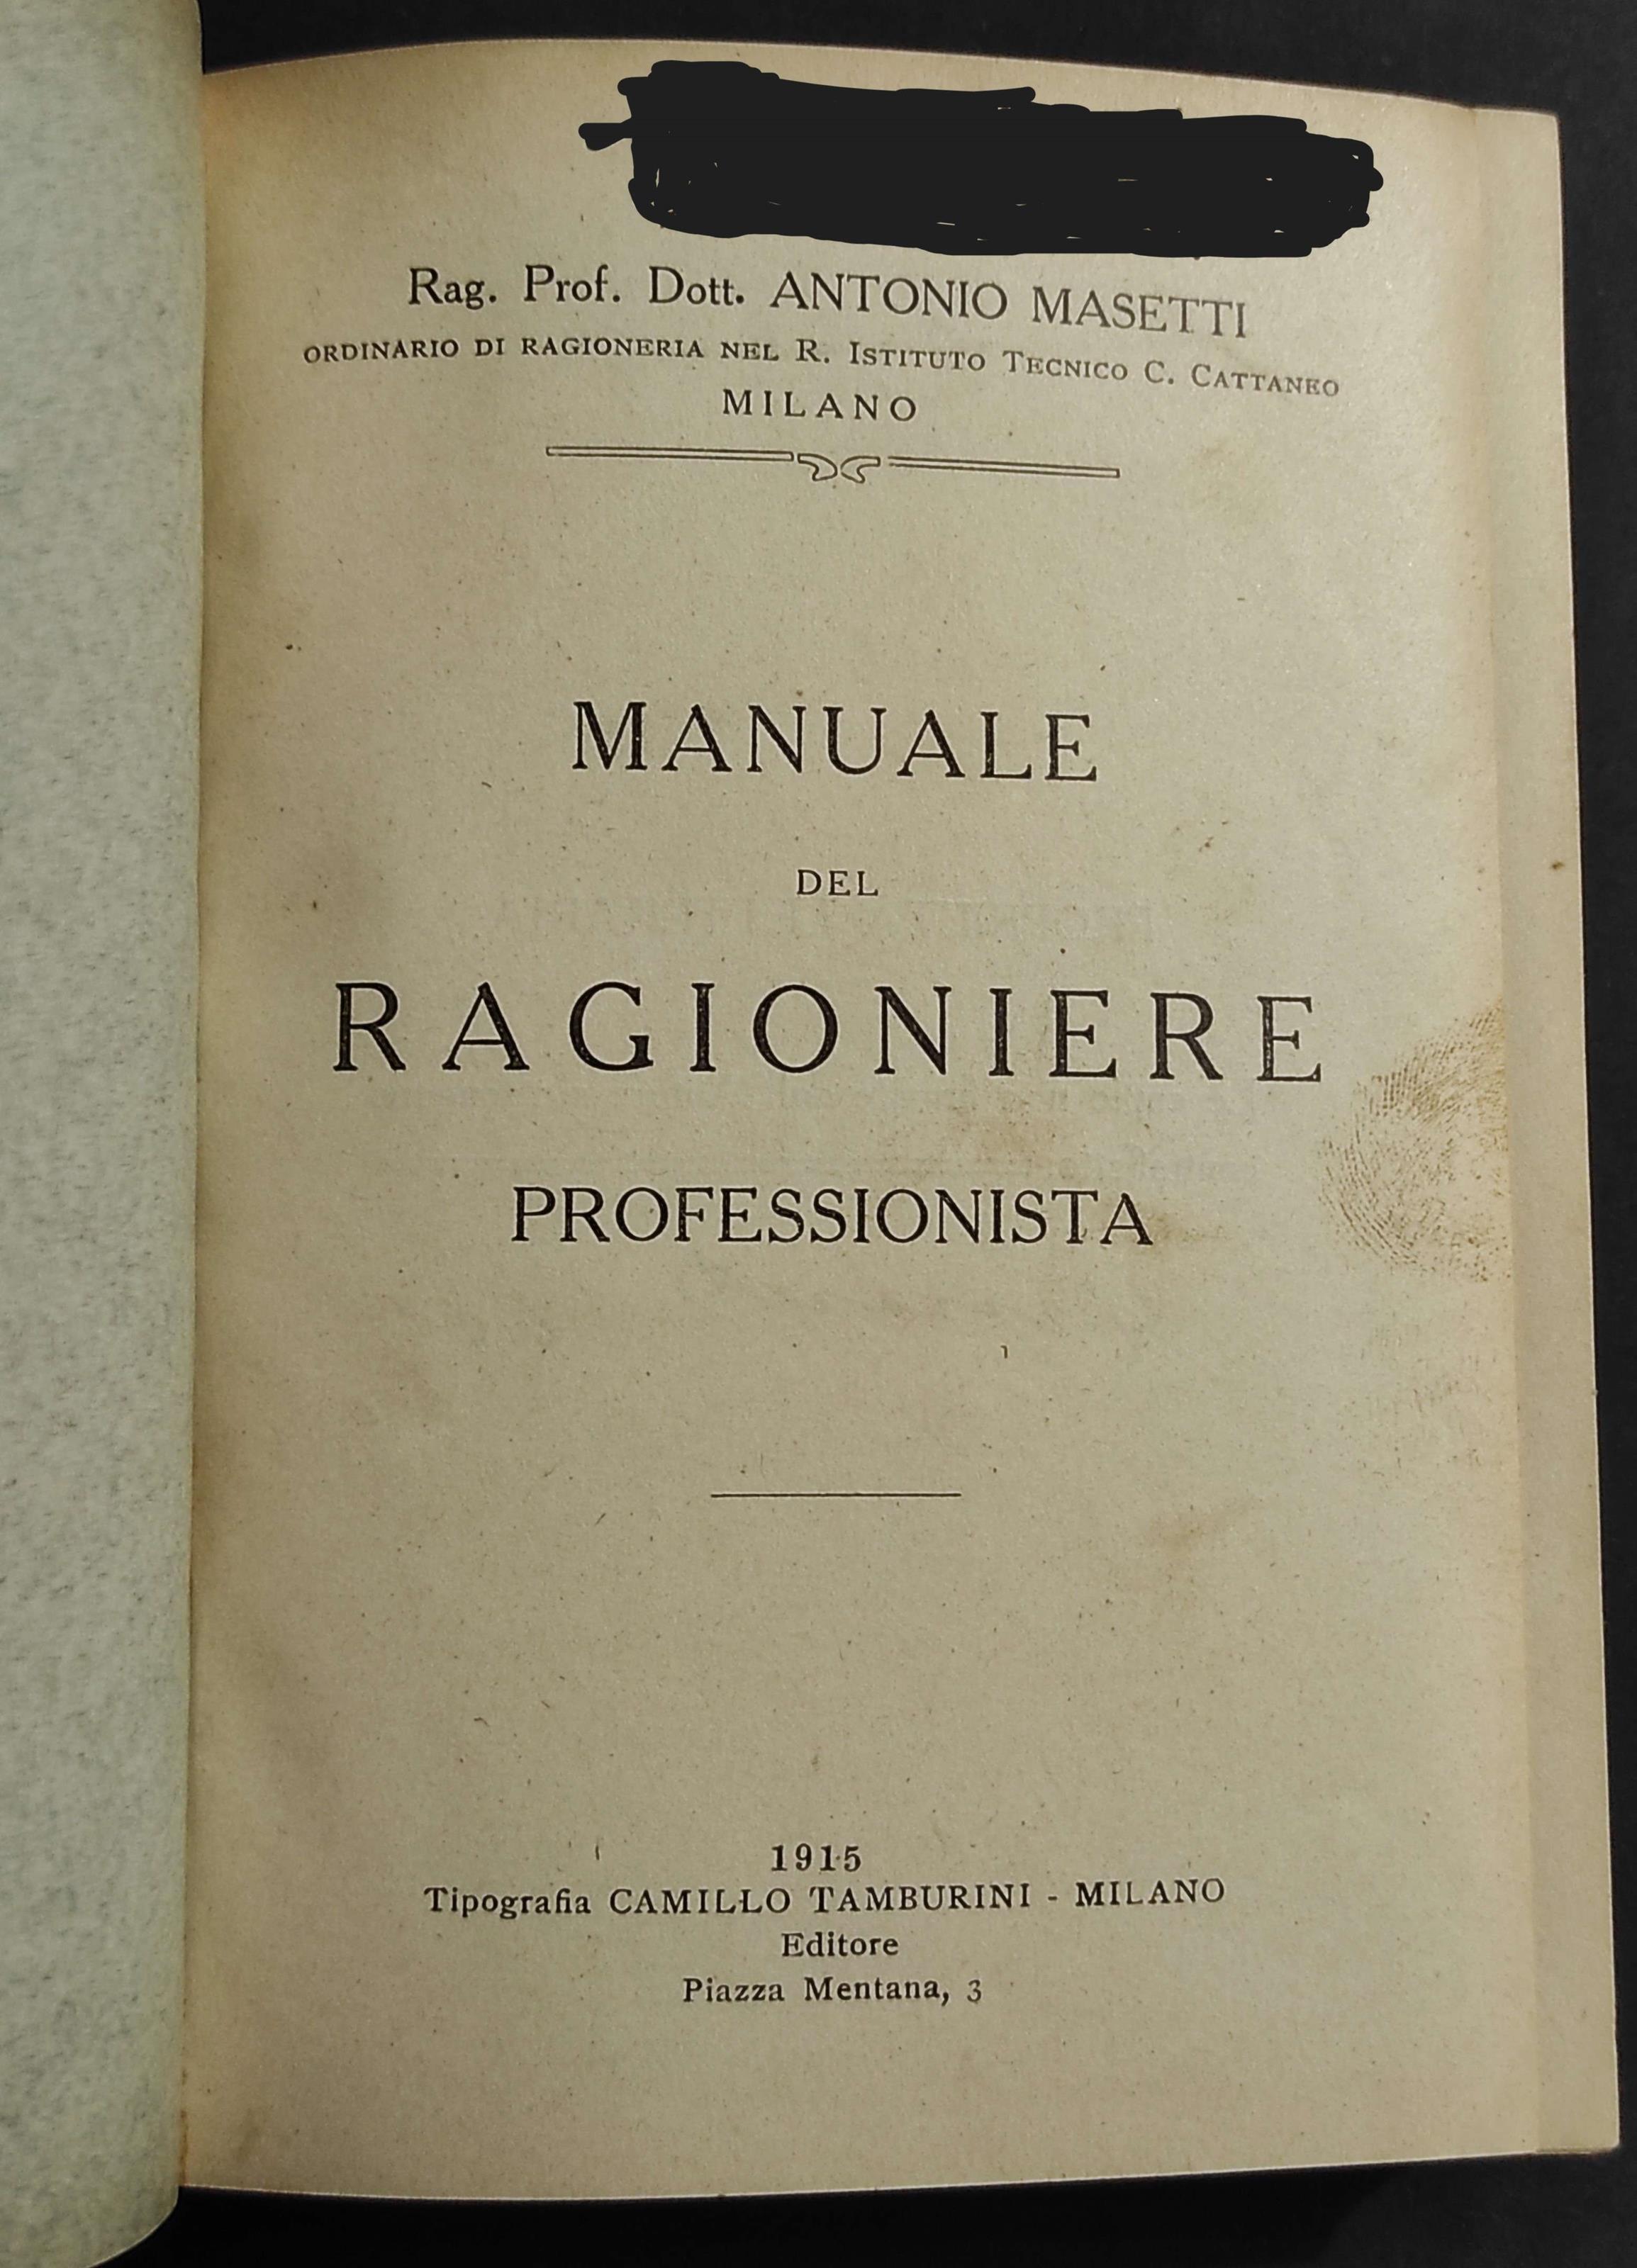 Rag. Prof. Dott. ANTONIO MASETTI
ORDINARIO DI RAGIONERIA NEL R. ISTITUTO TECNICO C. CATTANEO
MILANO
MANUALE
DEL
RAGIONIERE
PROFESSIONISTA
1915
Tipografia CAMILLO TAMBURINI - MILANO
Editore
Piazza Mentana, 3